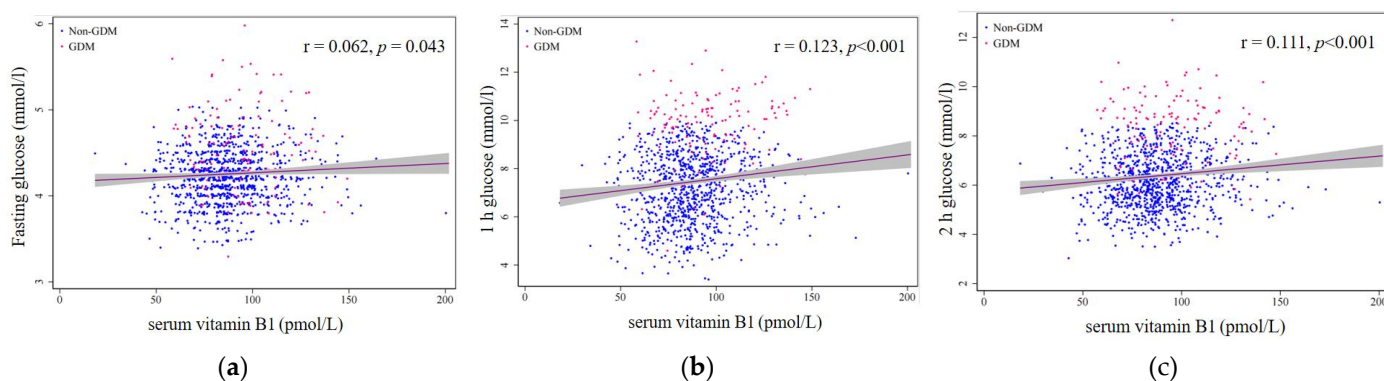 Non-GDM
GDM
r = 0.062, p = 0.043
Fasting glucose (mmol/l)
6
5
4
3
0
50
100
150
200
serum vitamin B1 (pmol/L)
(a)
Non-GDM
GDM
r = 0.123, p<0.001
1 h glucose (mmol/l)
14
12
10
8
6
4
0
50
100
150
200
serum vitamin B1 (pmol/L)
(b)
Non-GDM
GDM
r = 0.111, p<0.001
2 h glucose (mmol/l)
12
10
8
6
4
2
0
50
100
150
200
serum vitamin B1 (pmol/L)
(c)